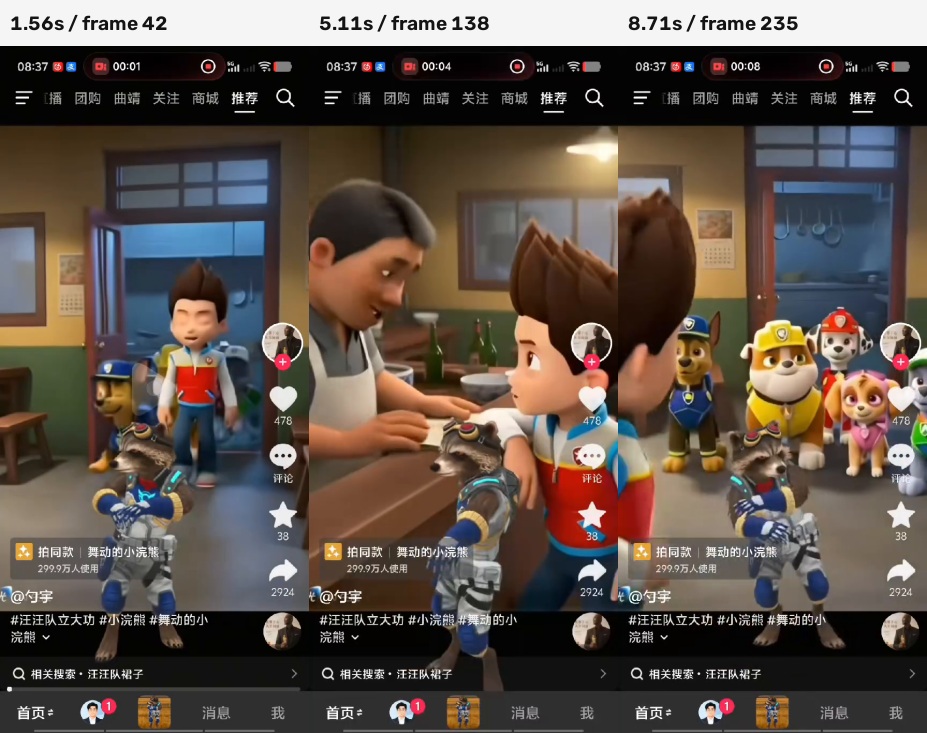 1.56s / frame 42
08:37
00:01
播 团购 曲靖 关注 商城 推荐
478
评论
38
2924
拍同款 | 舞动的小浣熊
299.9万人使用
@勺宇
#汪汪队立大功 #小浣熊 #舞动的小
浣熊
相关搜索·汪汪队裙子
首页 1 消息 我
5.11s / frame 138
08:37
00:04
播 团购 曲靖 关注 商城 推荐
478
评论
38
2924
拍同款 | 舞动的小浣熊
299.9万人使用
@勺宇
#汪汪队立大功 #小浣熊 #舞动的小
浣熊
相关搜索·汪汪队裙子
首页 1 消息 我
8.71s / frame 235
08:37
00:08
播 团购 曲靖 关注 商城 推荐
478
评论
38
2924
拍同款 | 舞动的小浣熊
299.9万人使用
@勺宇
#汪汪队立大功 #小浣熊 #舞动的小
浣熊
相关搜索·汪汪队裙子
首页 1 消息 我